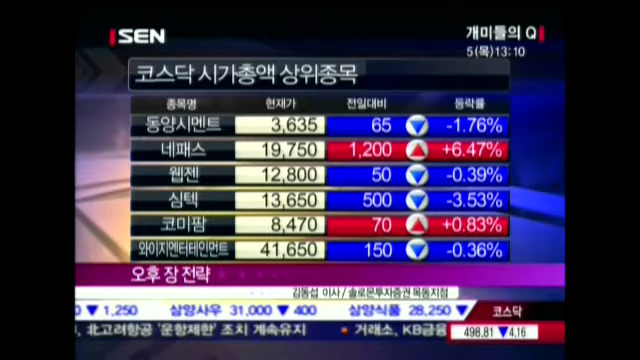 SEN
개미들의 Q
5(목)13:10
코스닥 시가총액 상위종목
종목명 현재가 전일대비 등락률
동양시멘트 3,635 65 ▼ -1.76%
네패스 19,750 1,200 ▲ +6.47%
웹젠 12,800 50 ▼ -0.39%
심텍 13,650 500 ▼ -3.53%
코미팜 8,470 70 ▲ +0.83%
와이지엔터테인먼트 41,650 150 ▼ -0.36%
오후 장 전략
김동섭 이사/솔로몬투자증권 목동지점
0 ▼ 1,250 삼양사우 31,000 ▼ 400 삼양식품 28,250 ▼ 코스닥
, 북고려항공 '운항제한' 조치 계속유지 • 거래소, KB금융 498,81 ▼ 4,16